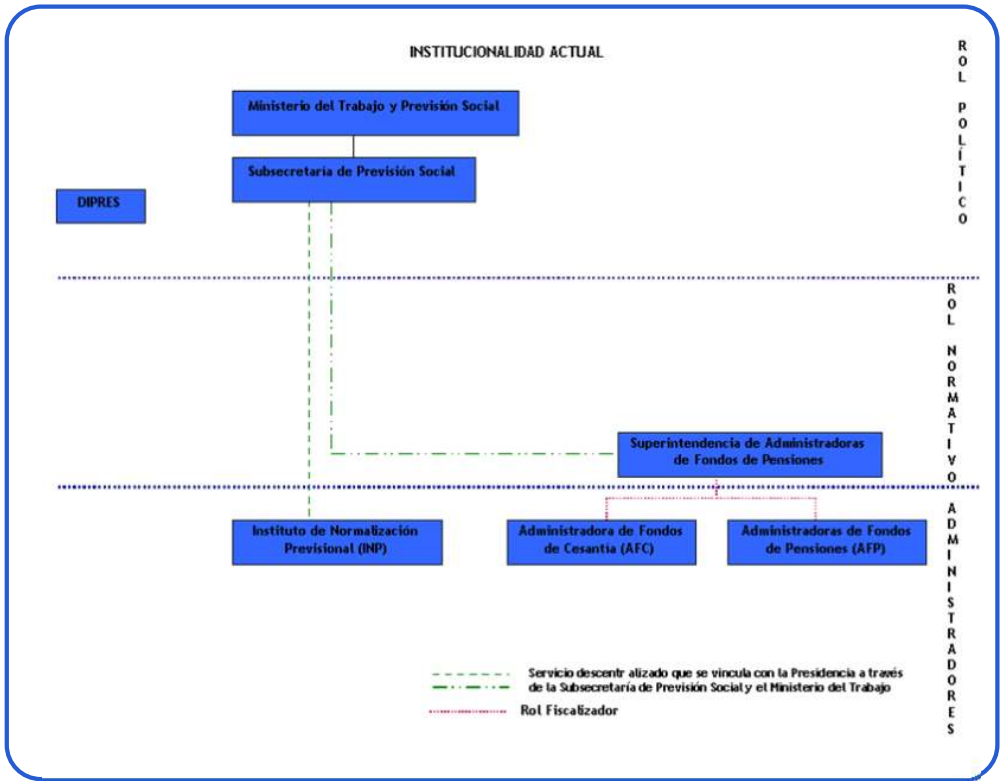 INSTITUCIONALIDAD ACTUAL
ROL POLÍTICO
Ministerio del Trabajo y Previsión Social
Subsecretaría de Previsión Social
DIPRES
ROL NORMATIVO
Superintendencia de Administradoras
de Fondos de Pensiones
ADMINISTRADORES
Instituto de Normalización
Previsional (INP)
Administradora de Fondos
de Cesantía (AFC)
Administradoras de Fondos
de Pensiones (AFP)
Servicio descentr alizado que se vincula con la Presidencia a través
de la Subsecretaría de Previsión Social y el Ministerio del Trabajo
Rol Fiscalizador